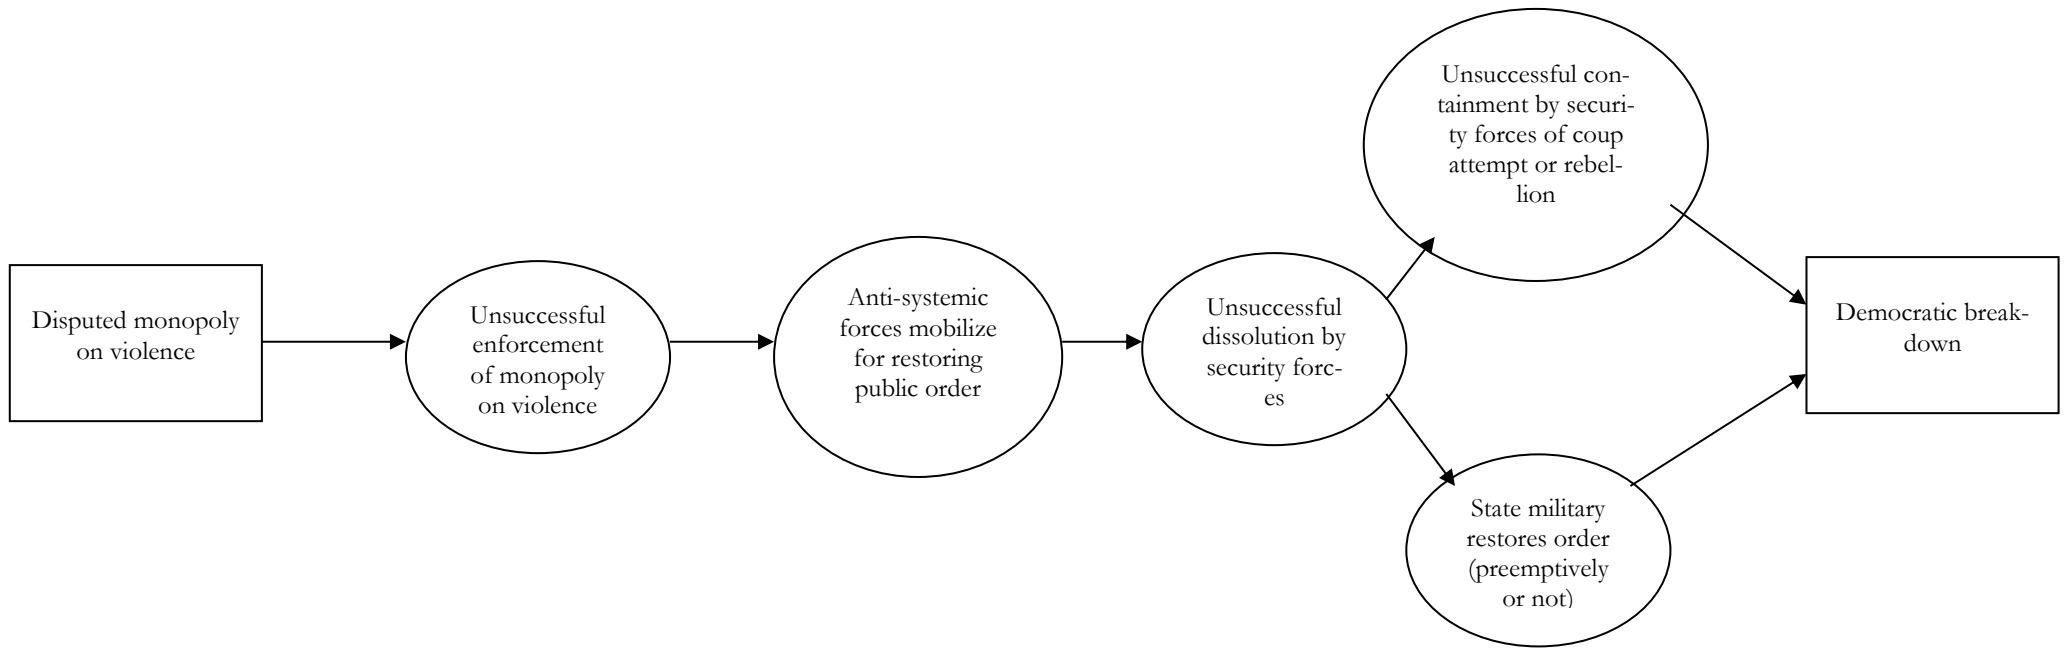 Disputed monopoly
on violence
Unsuccessful
enforcement
of monopoly
on violence
Anti-systemic
forces mobilize
for restoring
public order
Unsuccessful
dissolution by
security forc-
es
Unsuccessful con-
tainment by securi-
ty forces of coup
attempt or rebel-
lion
State military
restores order
(preemptively
or not)
Democratic break-
down